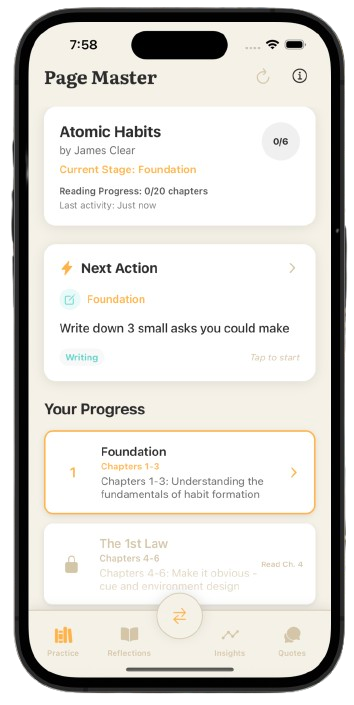 7:58
Page Master
Atomic Habits
by James Clear
Current Stage: Foundation
Reading Progress: 0/20 chapters
Last activity: Just now
0/6
Next Action
Foundation
Write down 3 small asks you could make
Writing
Tap to start
Your Progress
1
Foundation
Chapters 1-3
Chapters 1-3: Understanding the
fundamentals of habit formation
The 1st Law
Chapters 4-6
Chapters 4-6: Make it obvious -
cue and environment design
Read Ch. 4
Practice
Reflections
Insights
Quotes